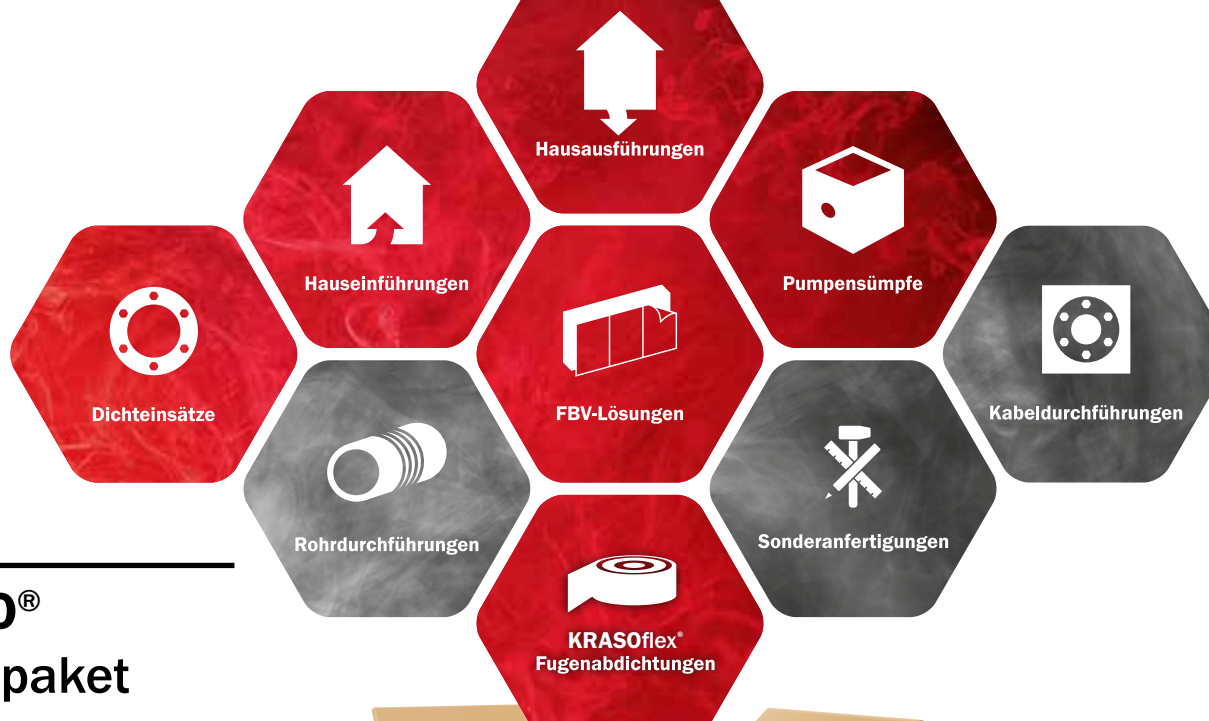 Hausausführungen
Hauseinführungen
Pumpensümpfe
Dichteinsätze
FBV-Lösungen
Kabeldurchführungen
Rohrdurchführungen
Sonderanfertigungen
KRASOflex®
Fugenabdichtungen
®
paket